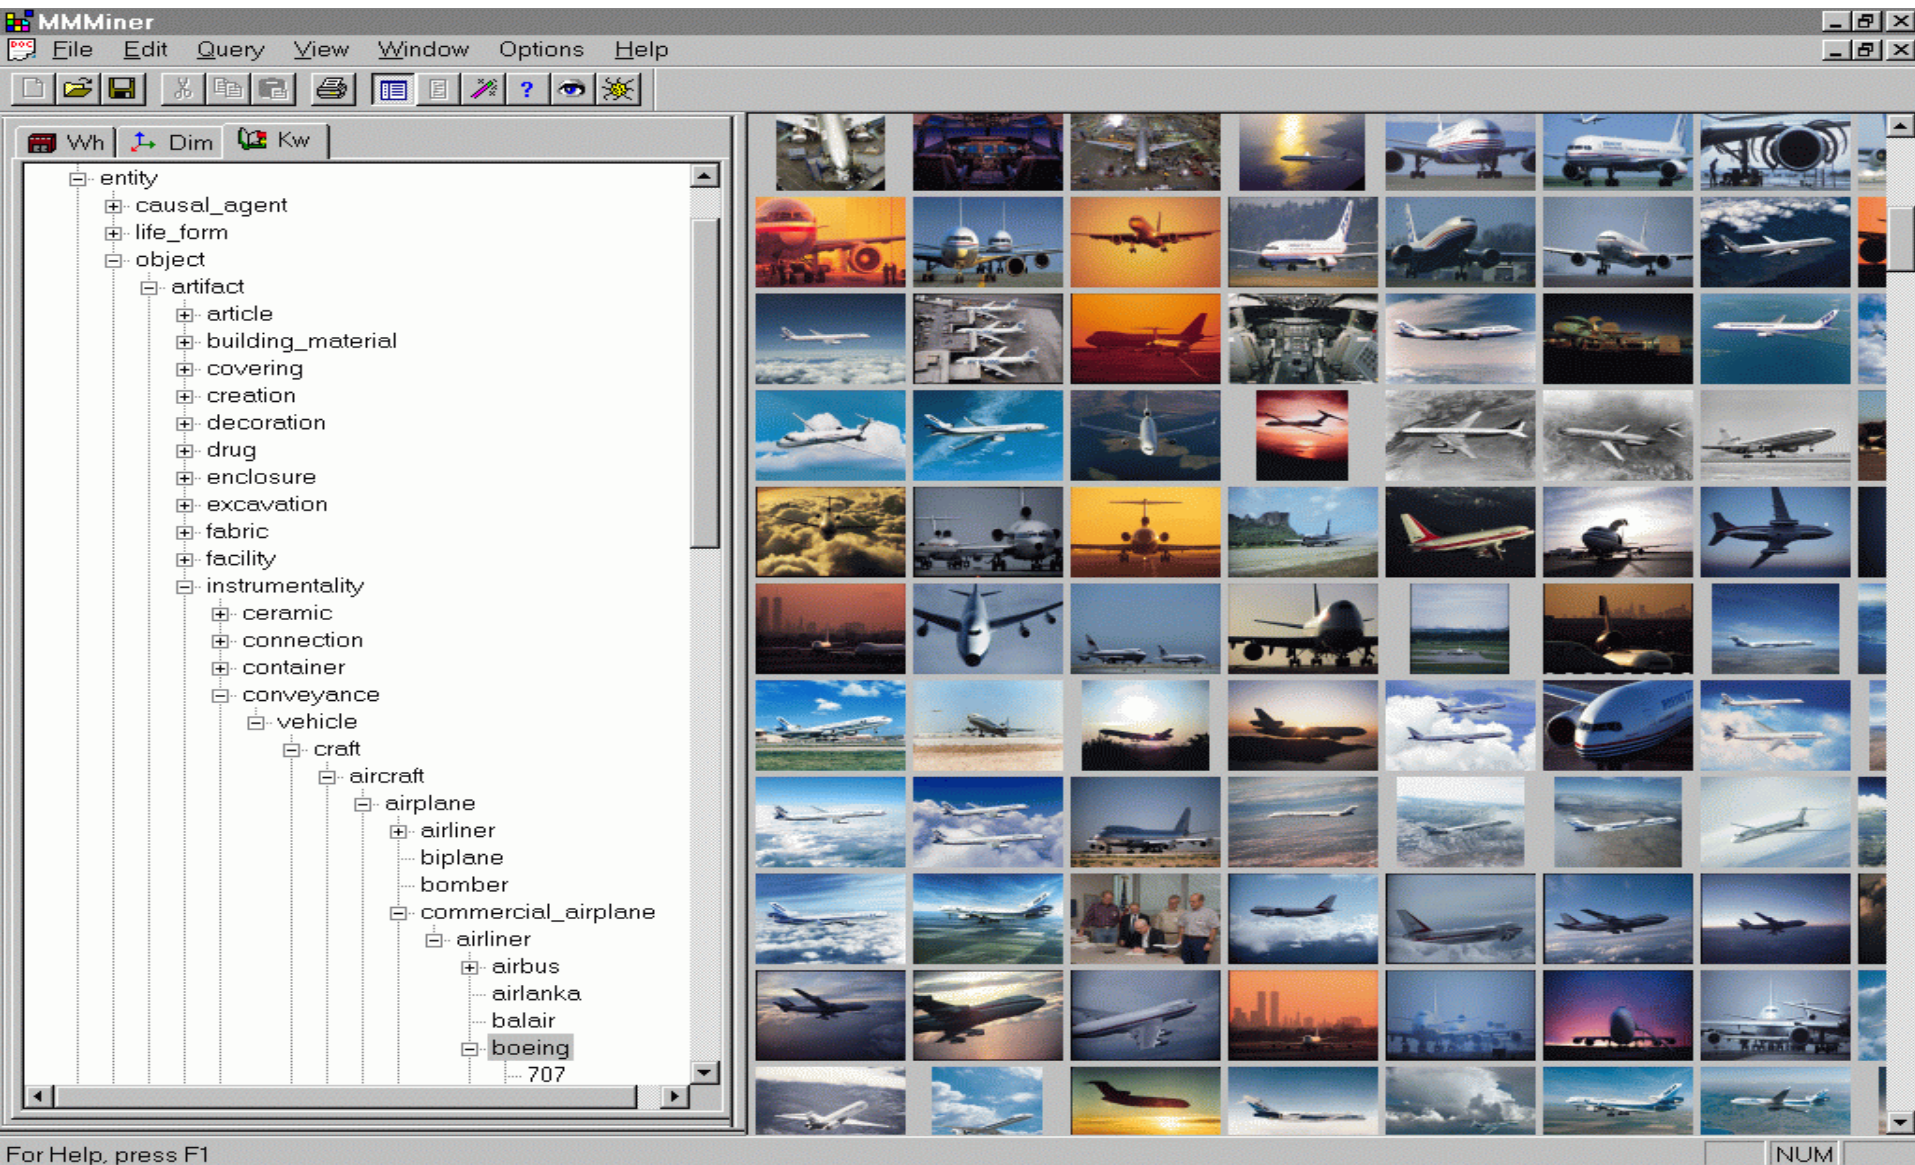 MMMiner
File Edit Query View Window Options Help
Wh Dim Kw
entity
causal_agent
life_form
object
artifact
article
building_material
covering
creation
decoration
drug
enclosure
excavation
fabric
facility
instrumentality
ceramic
connection
container
conveyance
vehicle
craft
aircraft
airplane
airliner
biplane
bomber
commercial_airplane
airliner
airbus
airlanka
balair
boeing
707
For Help, press F1
NUM